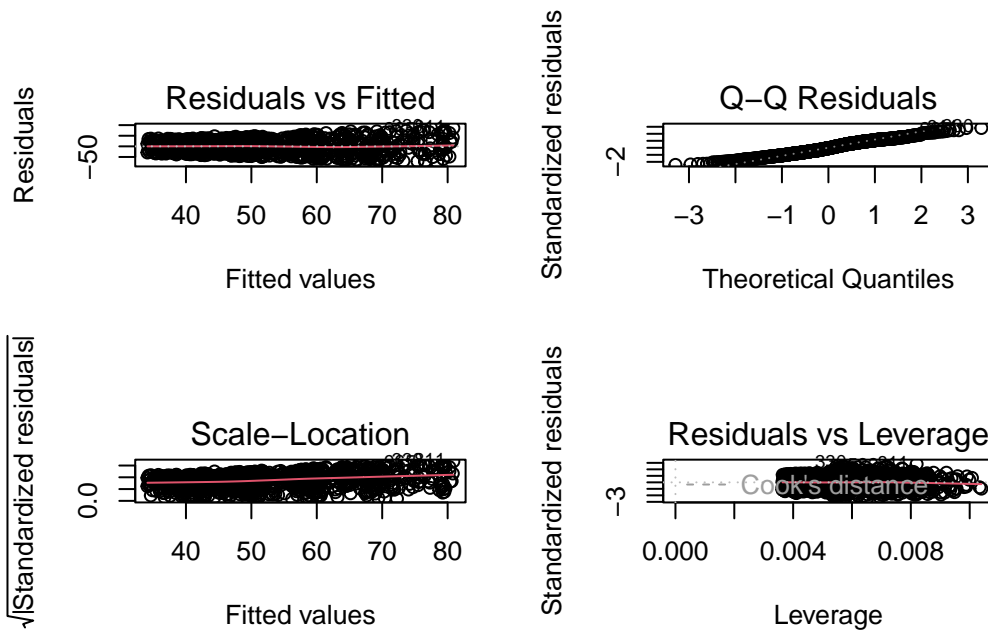 Residuals vs Fitted
Residuals
−50
40 50 60 70 80
Fitted values
Q−Q Residuals
Standardized residuals
−2
−3 −1 0 1 2 3
Theoretical Quantiles
Scale−Location
√|Standardized residuals|
0.0
40 50 60 70 80
Fitted values
Residuals vs Leverage
Standardized residuals
−3
Cook's distance
0.000 0.004 0.008
Leverage